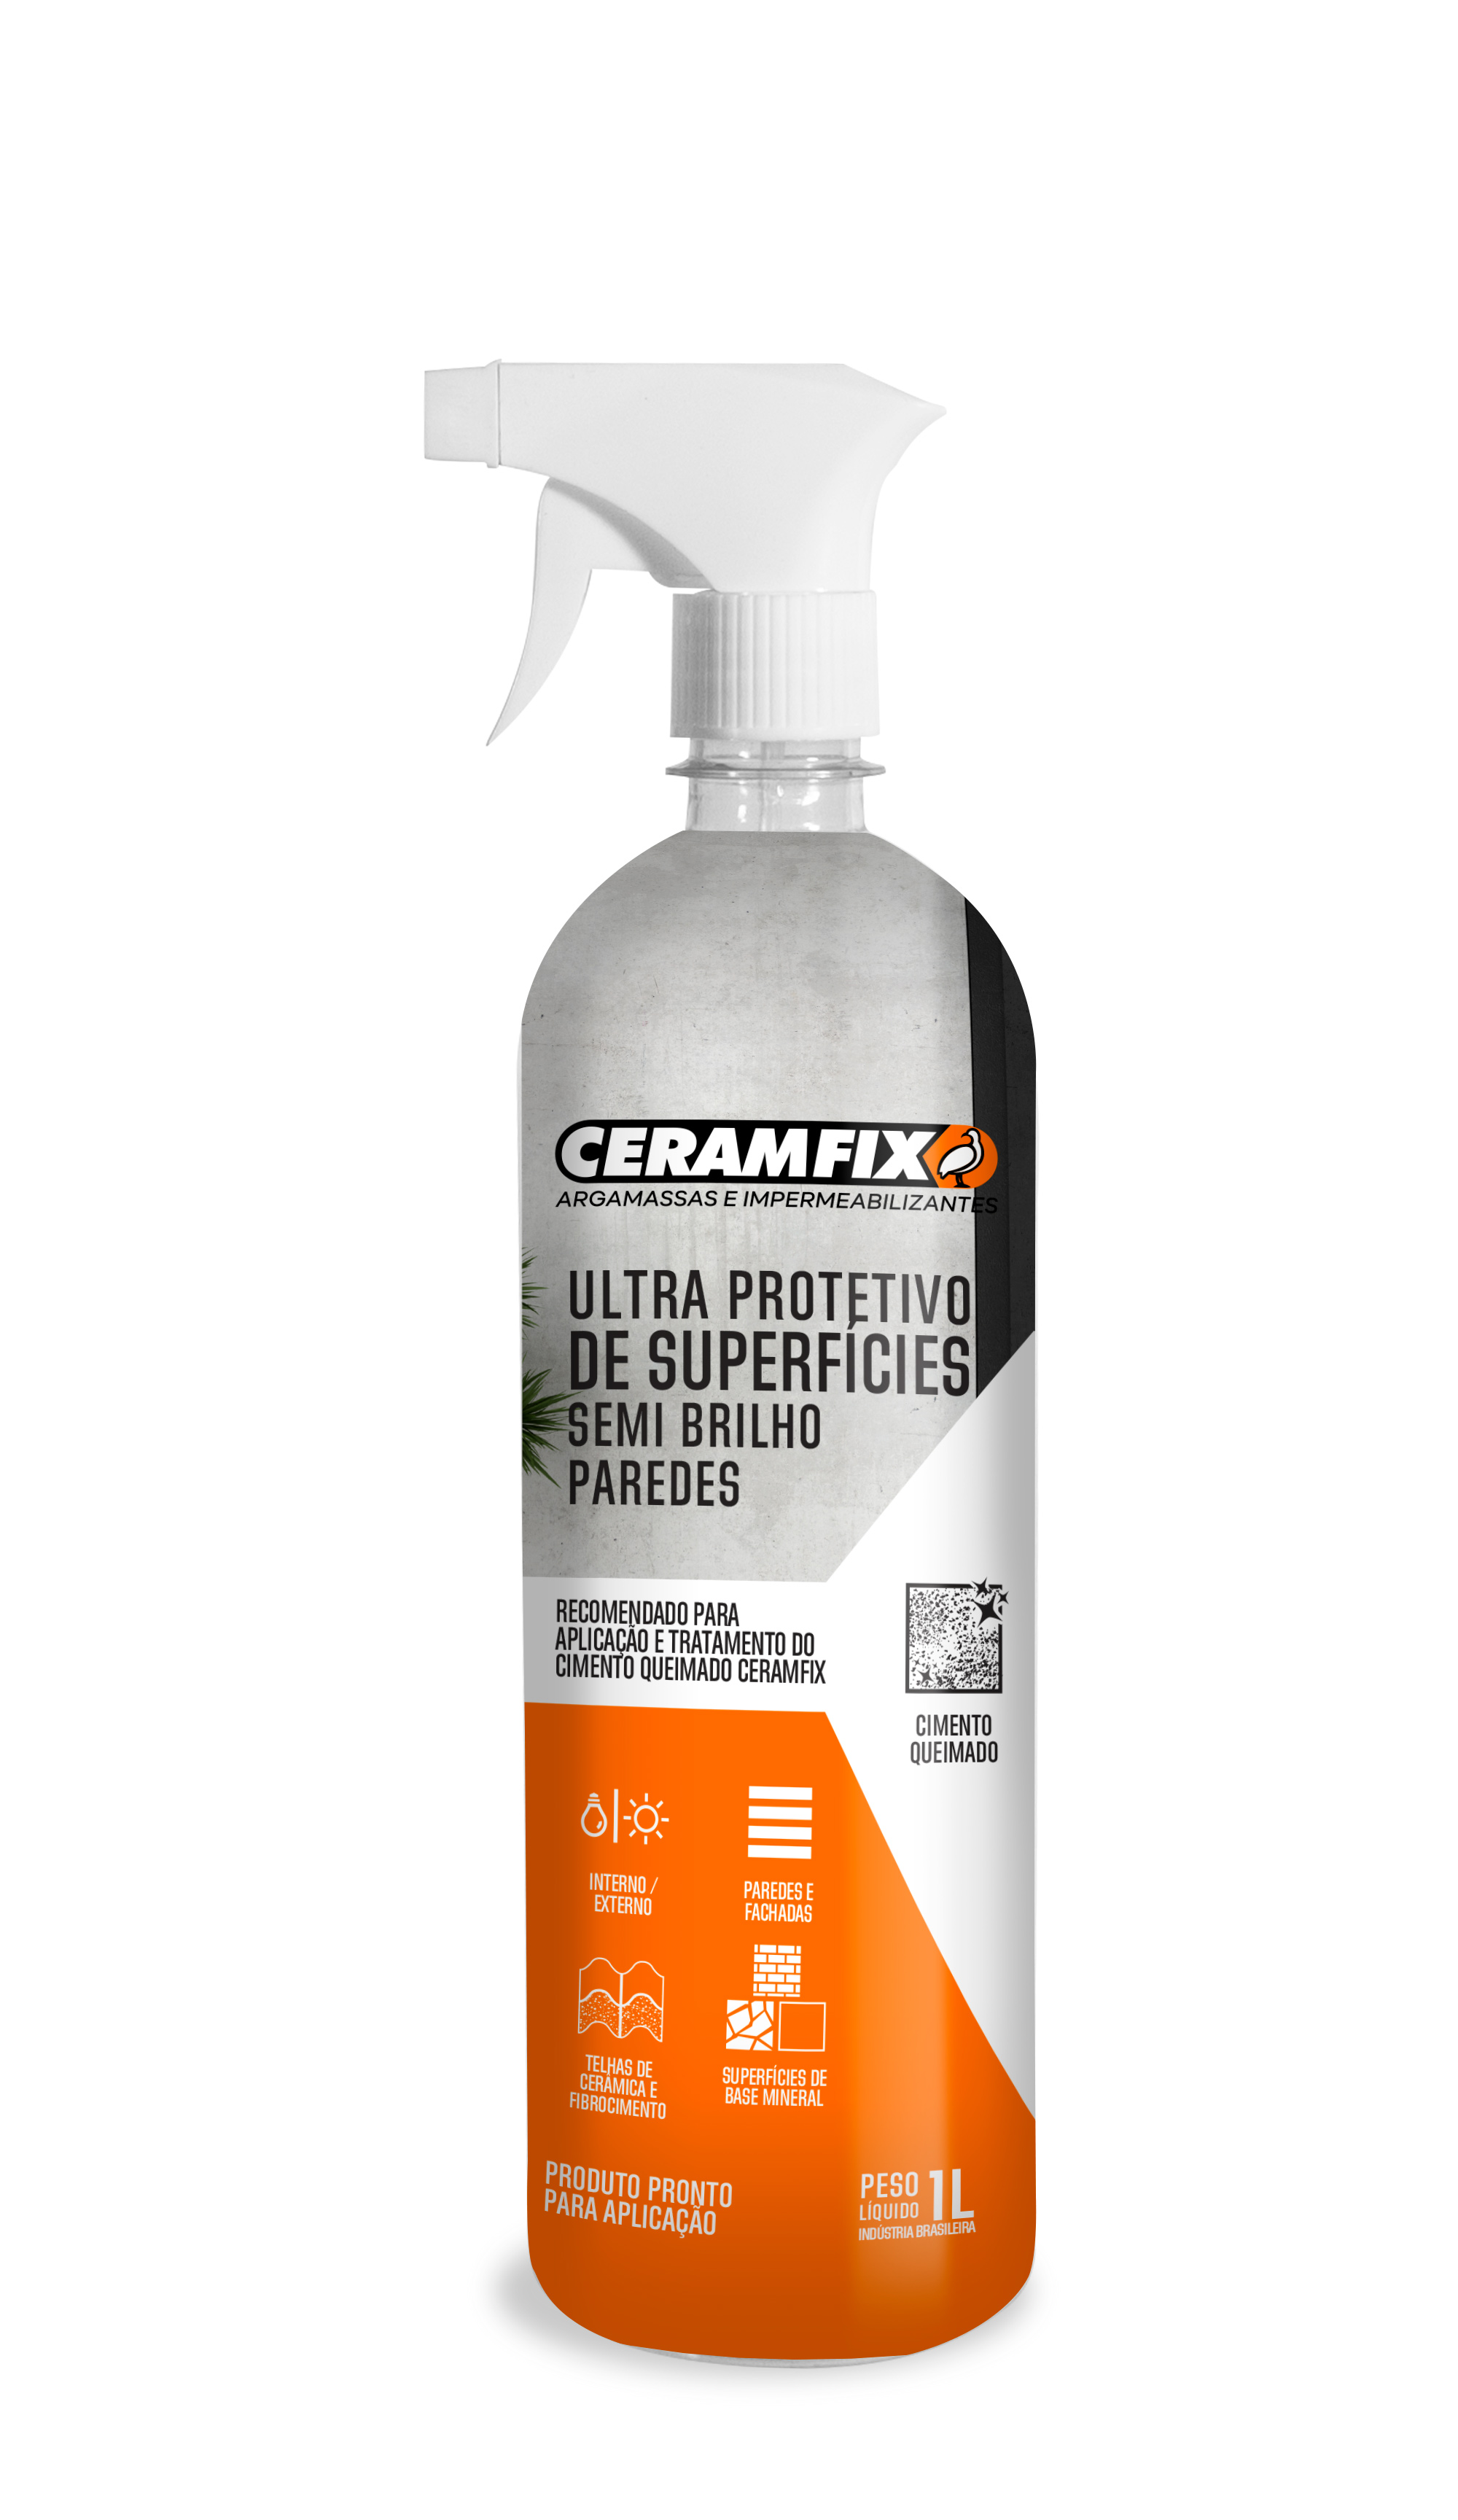 CERAMFIX
ARGAMASSAS E IMPERMEABILIZANTES
ULTRA PROTETIVO
DE SUPERFÍCIES
SEMI BRILHO
PAREDES
RECOMENDADO PARA
APLICAÇÃO E TRATAMENTO DO
CIMENTO QUEIMADO CERAMFIX
CIMENTO
QUEIMADO
INTERNO /
EXTERNO
PAREDES E
FACHADAS
TELHAS DE
CERÂMICA E
FIBROCIMENTO
SUPERFÍCIES DE
BASE MINERAL
PRODUTO PRONTO
PARA APLICAÇÃO
PESO
LÍQUIDO 1L
INDÚSTRIA BRASILEIRA